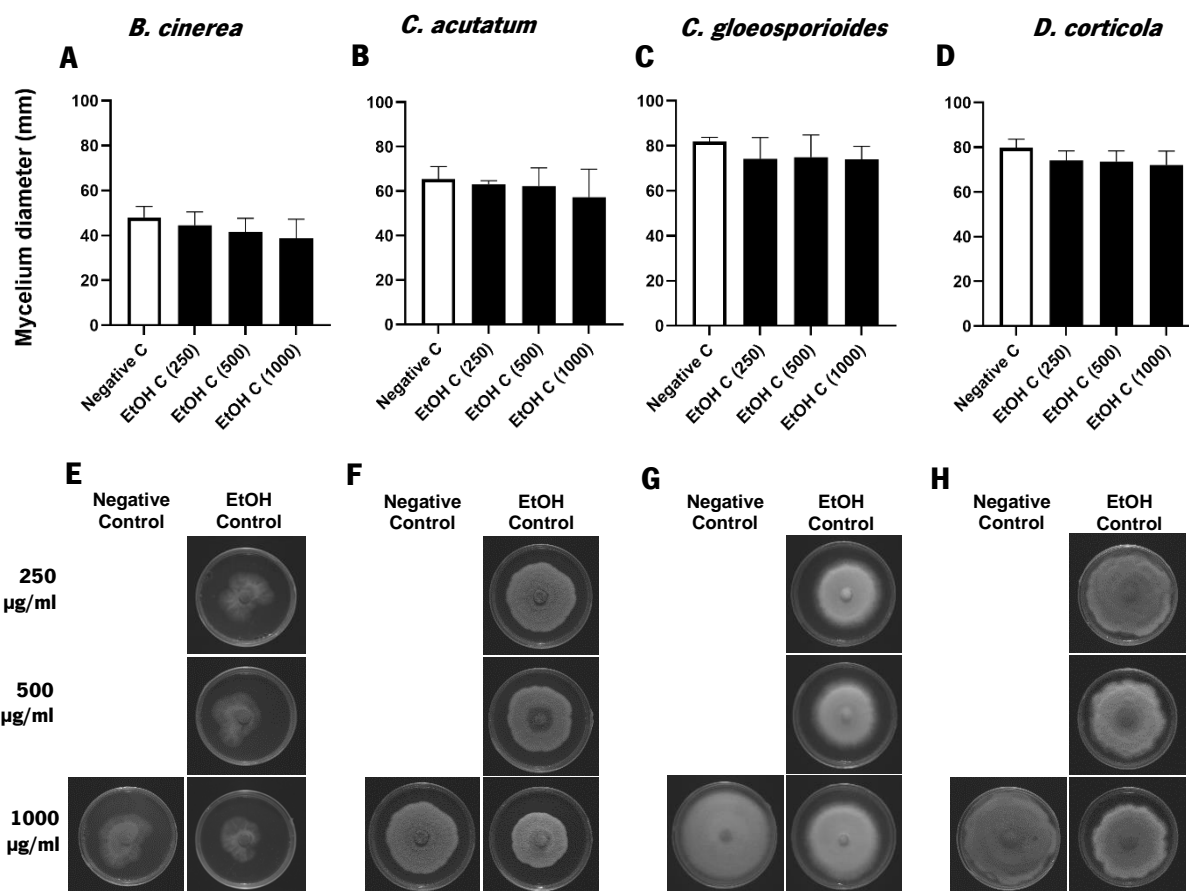 B. cinerea
C. acutatum
C. gloeosporioides
D. corticola
A
B
C
D
Mycelium diameter (mm)
100
80
60
40
20
0
Negative C
EtOH C (250)
EtOH C (500)
EtOH C (1000)
100
80
60
40
20
0
Negative C
EtOH C (250)
EtOH C (500)
EtOH C (1000)
100
80
60
40
20
0
Negative C
EtOH C (250)
EtOH C (500)
EtOH C (1000)
100
80
60
40
20
0
Negative C
EtOH C (250)
EtOH C (500)
EtOH C (1000)
E
F
G
H
Negative
Control
EtOH
Control
Negative
Control
EtOH
Control
Negative
Control
EtOH
Control
Negative
Control
EtOH
Control
250
µg/ml
500
µg/ml
1000
µg/ml